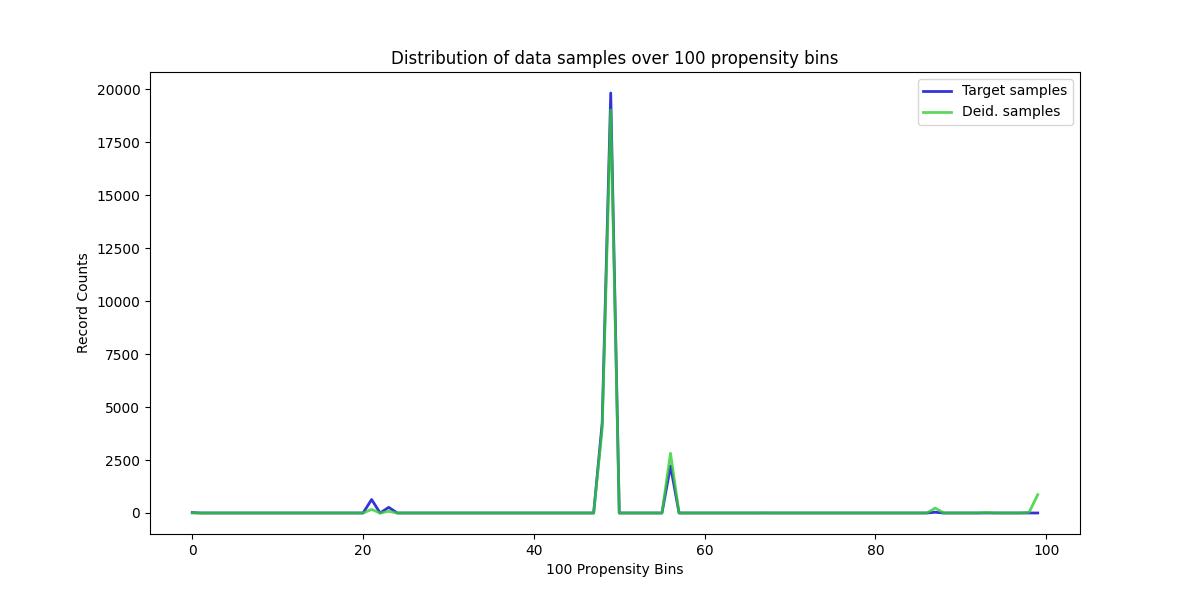 Distribution of data samples over 100 propensity bins
Target samples
Deid. samples
20000
17500
15000
12500
10000
7500
5000
2500
0
Record Counts
0 20 40 60 80 100
100 Propensity Bins